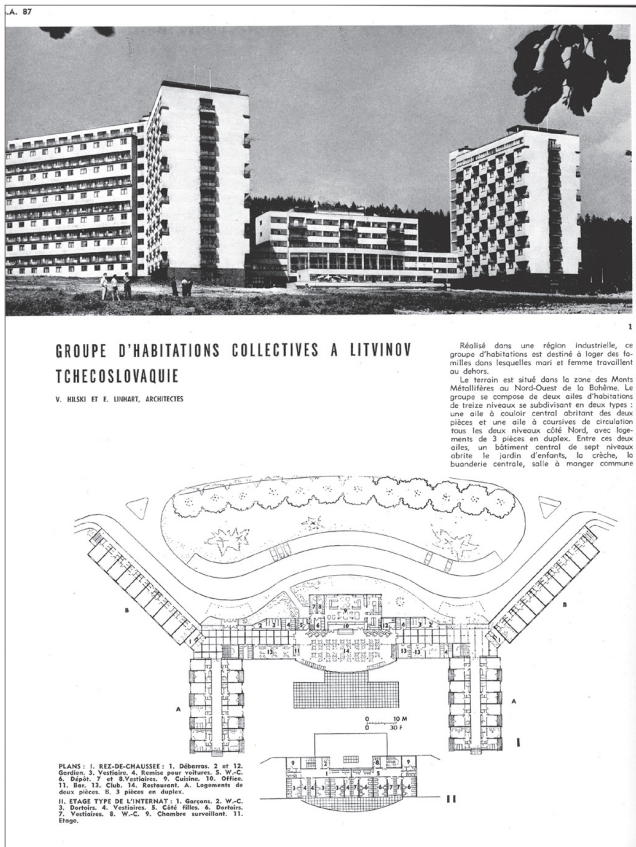 .A. 87
1
GROUPE D'HABITATIONS COLLECTIVES A LITVINOV
TCHECOSLOVAQUIE
V. HILSKI ET E. LINHART, ARCHITECTES
Réalisé dans une région industrielle, ce
groupe d'habitations est destiné à loger des fa-
milles dans lesquelles mari et femme travaillent
au dehors.
Le terrain est situé dans la zone des Monts
Métallifères au Nord-Ouest de la Bohême. Le
groupe se compose de deux ailes d'habitations
de treize niveaux se subdivisant en deux types :
une aile à couloir central abritant des deux
pièces et une aile à coursives de circulation
tous les deux niveaux côté Nord, avec loge-
ments de 3 pièces en duplex. Entre ces deux
ailes, un bâtiment central de sept niveaux
abrite le jardin d'enfants, la crèche, la
buanderie centrale, salle à manger commune
B
B
A
A
0 10 M
0 30 F
I
II
PLANS : I. REZ-DE-CHAUSSEE : 1. Débarras. 2 et 12.
Gardien. 3. Vestiaire. 4. Remise pour voitures. 5. W.-C.
6. Dépôt. 7 et 8.Vestiaires. 9. Cuisine. 10. Office.
11. Bar. 13. Club. 14. Restaurant. A. Logements de
deux pièces. B. 3 pièces en duplex.
II. ETAGE TYPE DE L'INTERNAT : 1. Garçons. 2. W.-C.
3. Dortoirs. 4. Vestiaires. 5. Côté filles. 6. Dortoirs.
7. Vestiaires. 8. W.-C. 9. Chambre surveillant. 11.
Etage.